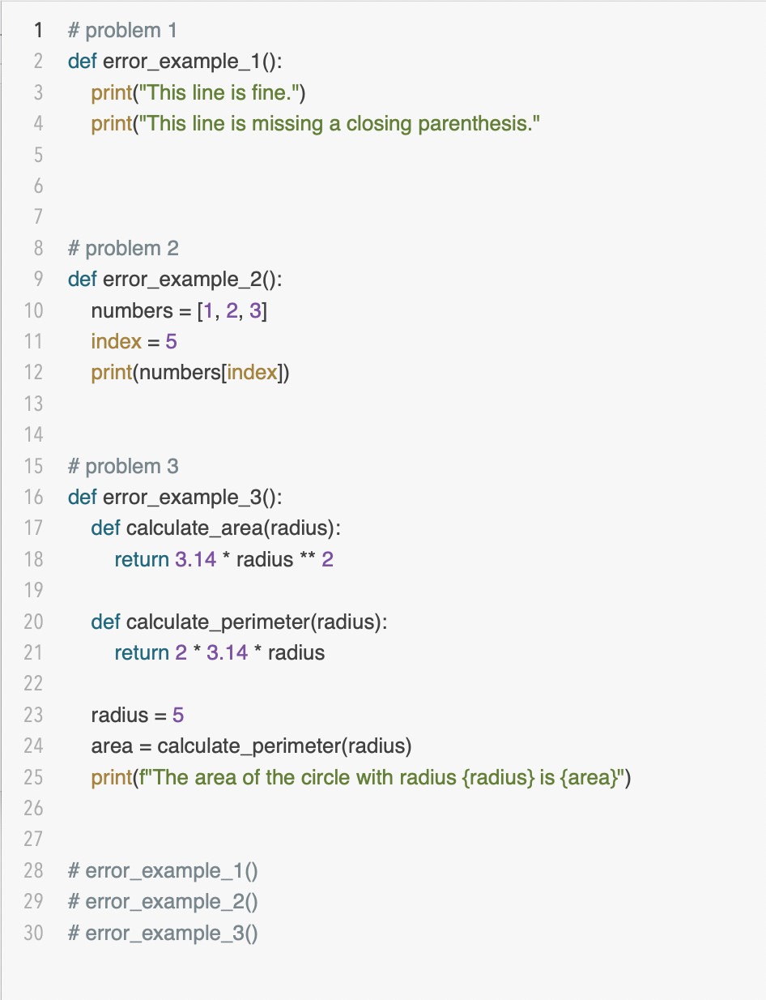 1 # problem 1
2 def error_example_1():
3 print("This line is fine.")
4 print("This line is missing a closing parenthesis."
5
6
7
8 # problem 2
9 def error_example_2():
10 numbers = [1, 2, 3]
11 index = 5
12 print(numbers[index])
13
14
15 # problem 3
16 def error_example_3():
17 def calculate_area(radius):
18 return 3.14 * radius ** 2
19
20 def calculate_perimeter(radius):
21 return 2 * 3.14 * radius
22
23 radius = 5
24 area = calculate_perimeter(radius)
25 print(f"The area of the circle with radius {radius} is {area}")
26
27
28 # error_example_1()
29 # error_example_2()
30 # error_example_3()